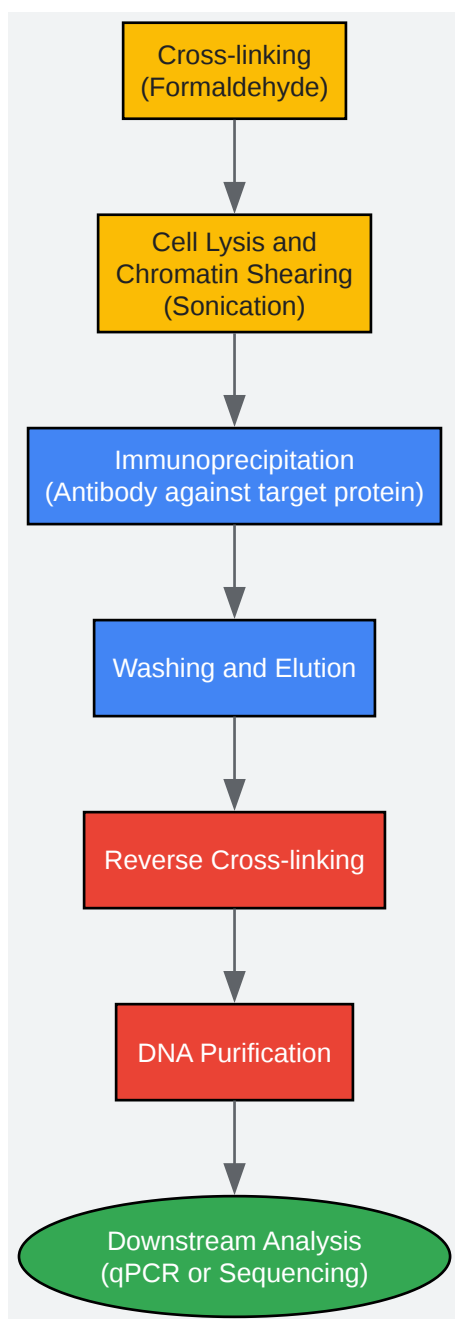 Cross-linking
(Formaldehyde)
Cell Lysis and
Chromatin Shearing
(Sonication)
Immunoprecipitation
(Antibody against target protein)
Washing and Elution
Reverse Cross-linking
DNA Purification
Downstream Analysis
(qPCR or Sequencing)